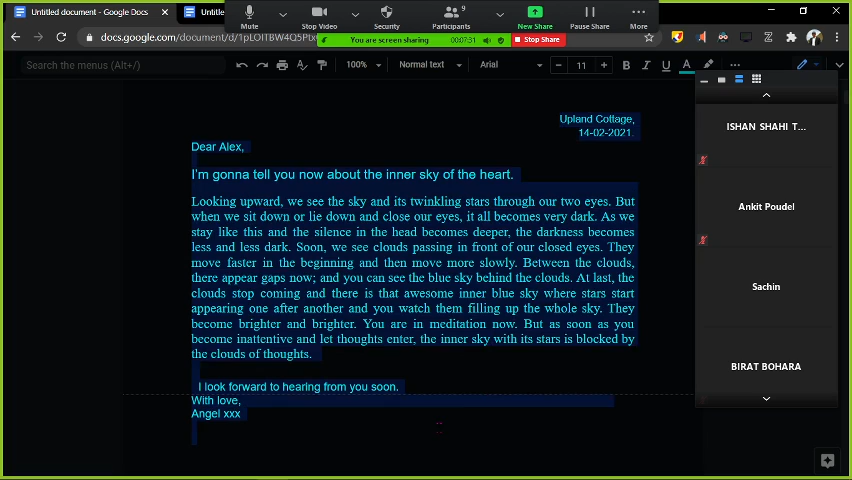 Untitled document - Google Docs
Untitled docum
Mute
Stop Video
Security
9
Participants
New Share
Pause Share
More
docs.google.com/document/d/1pLOITBW4Q5P
You are screen sharing
00:07:31
Stop Share
Search the menus (Alt+/)
100%
Normal text
Arial
11
B
I
U
A
Upland Cottage,
14-02-2021.
Dear Alex,
I'm gonna tell you now about the inner sky of the heart.
Looking upward, we see the sky and its twinkling stars through our two eyes. But
when we sit down or lie down and close our eyes, it all becomes very dark. As we
stay like this and the silence in the head becomes deeper, the darkness becomes
less and less dark. Soon, we see clouds passing in front of our closed eyes. They
move faster in the beginning and then move more slowly. Between the clouds,
there appear gaps now; and you can see the blue sky behind the clouds. At last, the
clouds stop coming and there is that awesome inner blue sky where stars start
appearing one after another and you watch them filling up the whole sky. They
become brighter and brighter. You are in meditation now. But as soon as you
become inattentive and let thoughts enter, the inner sky with its stars is blocked by
the clouds of thoughts.
I look forward to hearing from you soon.
With love,
Angel xxx
ISHAN SHAHI T...
Ankit Poudel
Sachin
BIRAT BOHARA